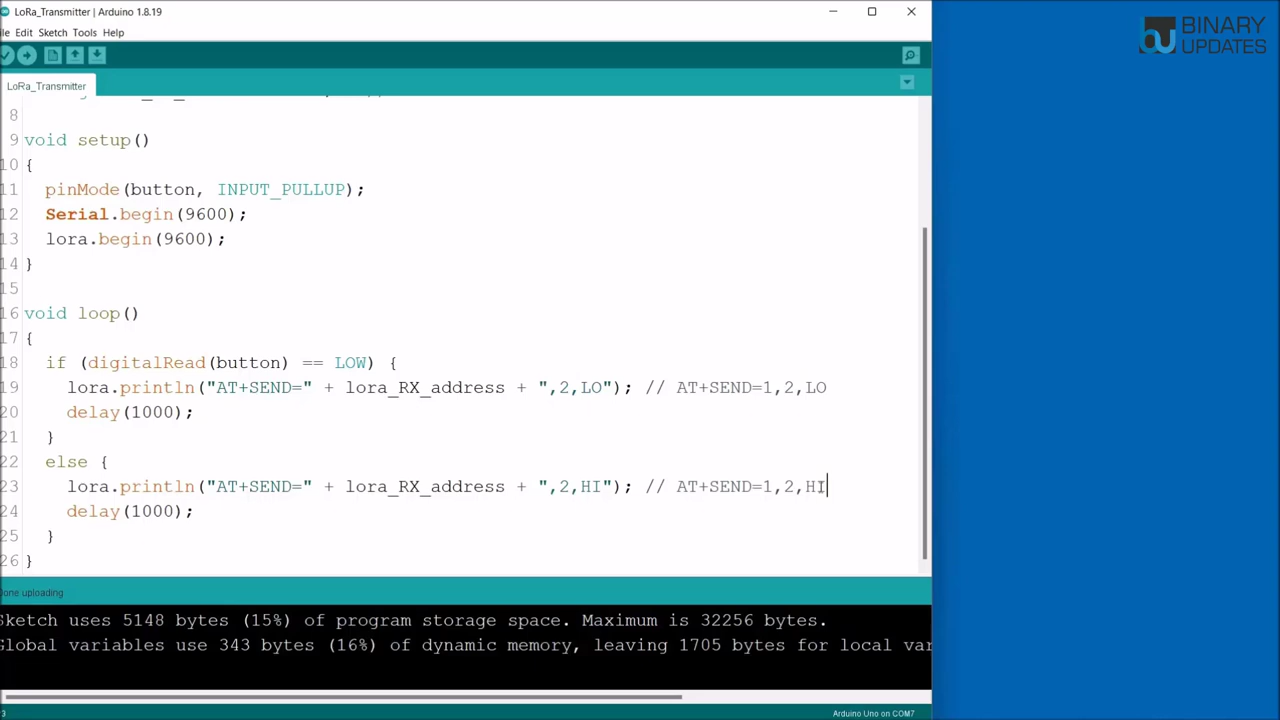 LoRa_Transmitter | Arduino 1.8.19
BINARY
UPDATES
Edit Sketch Tools Help
LoRa_Transmitter
8
9 void setup()
10 {
11 pinMode(button, INPUT_PULLUP);
12 Serial.begin(9600);
13 lora.begin(9600);
14 }
15
16 void loop()
17 {
18 if (digitalRead(button) == LOW) {
19 lora.println("AT+SEND=" + lora_RX_address + ",2,LO"); // AT+SEND=1,2,LO
20 delay(1000);
21 }
22 else {
23 lora.println("AT+SEND=" + lora_RX_address + ",2,HI"); // AT+SEND=1,2,HI
24 delay(1000);
25 }
26 }
Done uploading
Sketch uses 5148 bytes (15%) of program storage space. Maximum is 32256 bytes.
Global variables use 343 bytes (16%) of dynamic memory, leaving 1705 bytes for local var
3
Arduino Uno on COM7